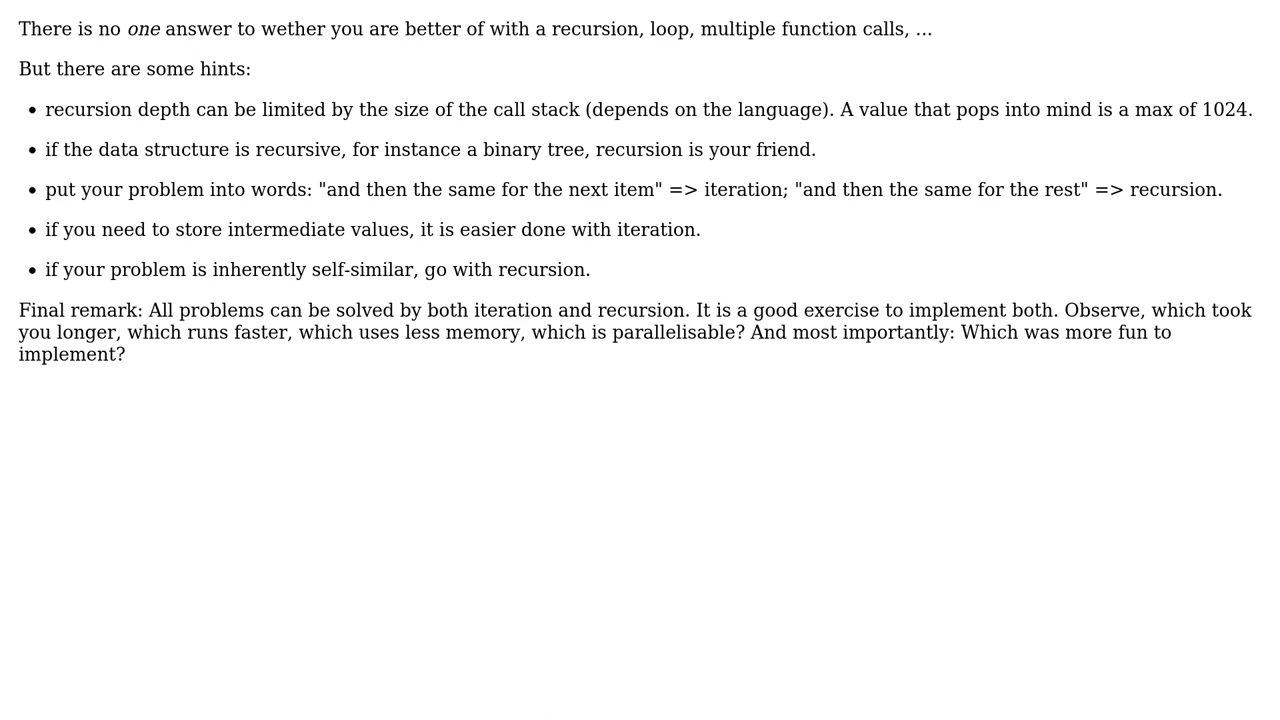 There is no one answer to wether you are better of with a recursion, loop, multiple function calls, ...
But there are some hints:
• recursion depth can be limited by the size of the call stack (depends on the language). A value that pops into mind is a max of 1024.
• if the data structure is recursive, for instance a binary tree, recursion is your friend.
• put your problem into words: "and then the same for the next item" => iteration; "and then the same for the rest" => recursion.
• if you need to store intermediate values, it is easier done with iteration.
• if your problem is inherently self-similar, go with recursion.
Final remark: All problems can be solved by both iteration and recursion. It is a good exercise to implement both. Observe, which took
you longer, which runs faster, which uses less memory, which is parallelisable? And most importantly: Which was more fun to
implement?